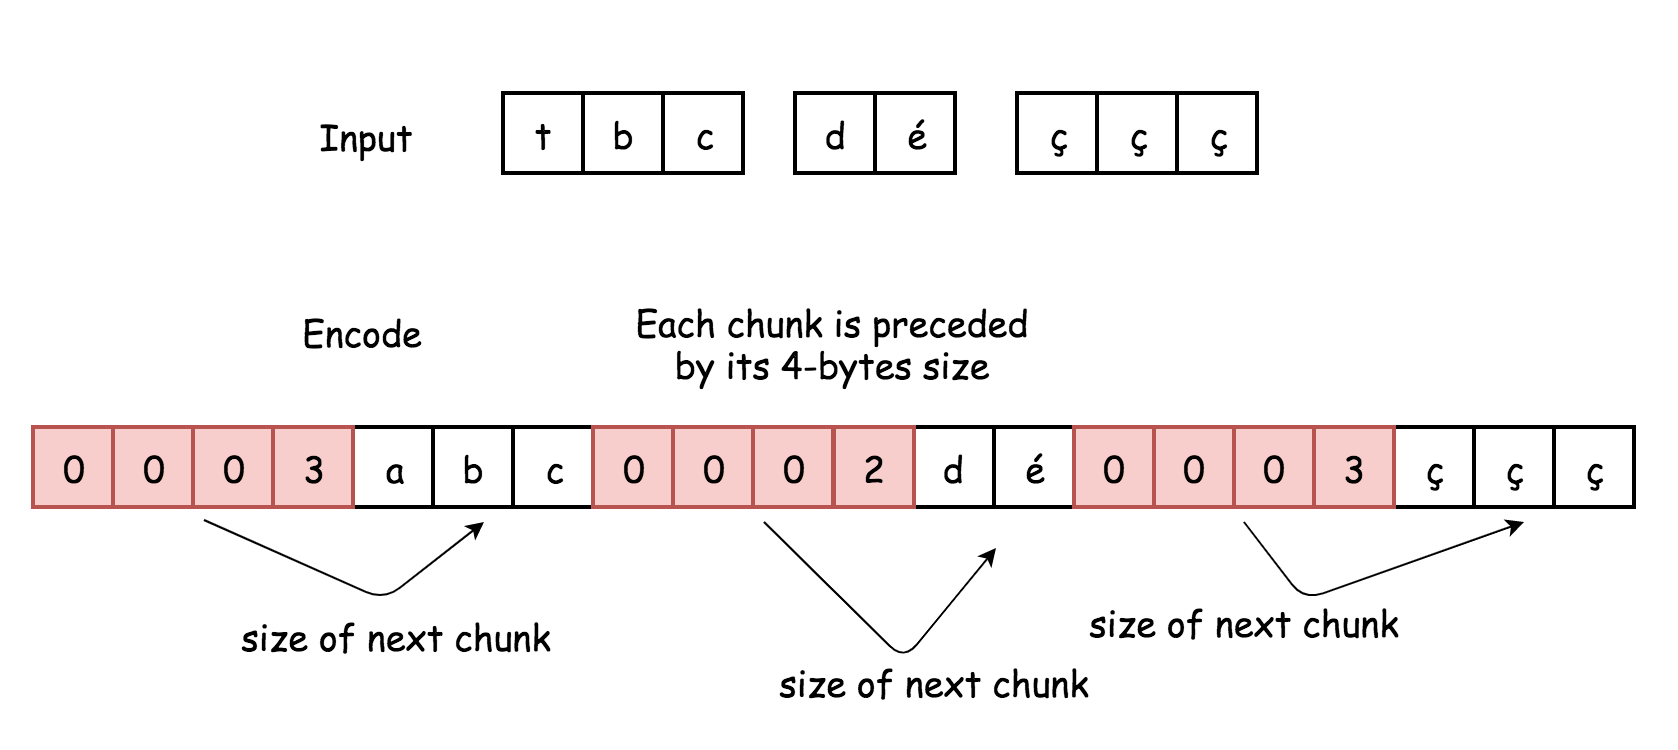 Input t b c d é ç ç ç
Encode
Each chunk is preceded
by its 4-bytes size
0 0 0 3 a b c 0 0 0 2 d é 0 0 0 3 ç ç ç
size of next chunk
size of next chunk
size of next chunk